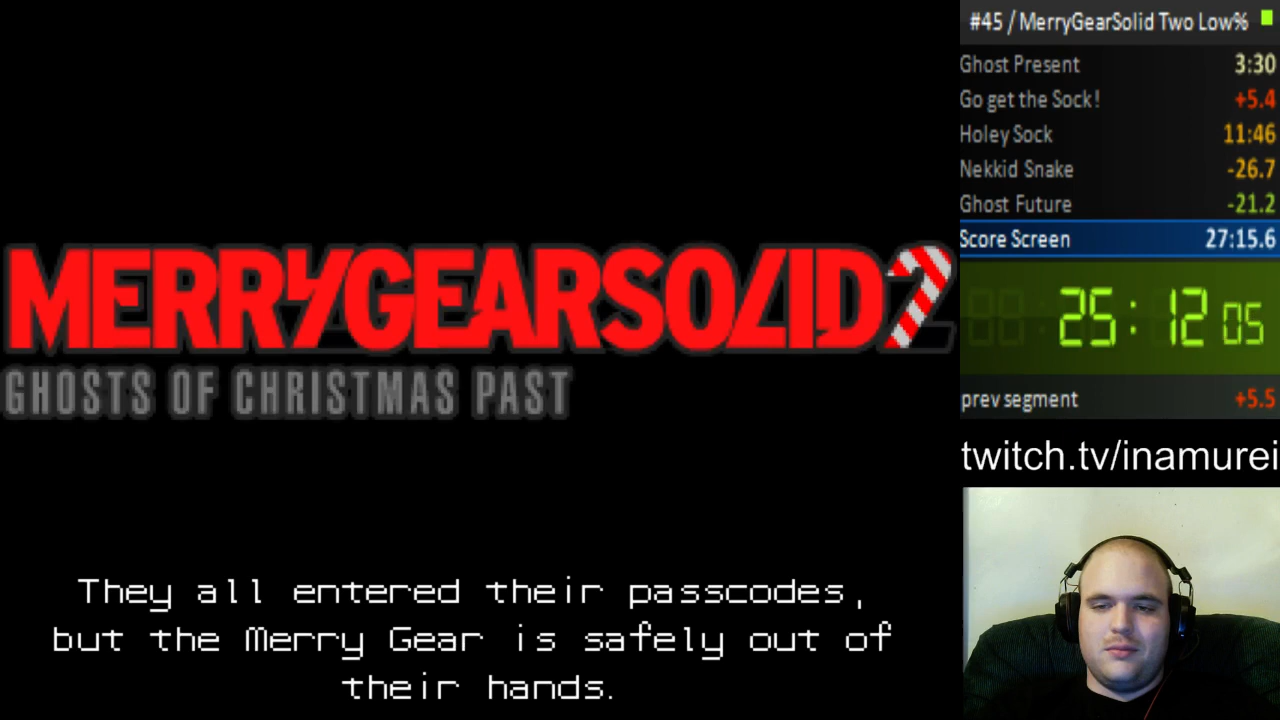 MERRYGEARSOLID2
GHOSTS OF CHRISTMAS PAST
They all entered their passcodes,
but the Merry Gear is safely out of
their hands.
#45 / MerryGearSolid Two Low%
Ghost Present 3:30
Go get the Sock! +5.4
Holey Sock 11:46
Nekkid Snake -26.7
Ghost Future -21.2
Score Screen 27:15.6
25:12 05
prev segment +5.5
twitch.tv/inamurei